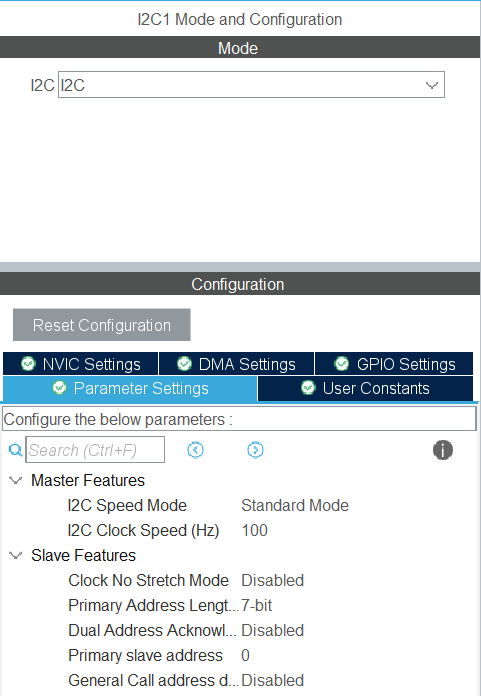 I2C1 Mode and Configuration
Mode
I2C I2C
Configuration
Reset Configuration
NVIC Settings DMA Settings GPIO Settings
Parameter Settings User Constants
Configure the below parameters :
Search (Ctrl+F)
Master Features
I2C Speed Mode Standard Mode
I2C Clock Speed (Hz) 100
Slave Features
Clock No Stretch Mode Disabled
Primary Address Lengt... 7-bit
Dual Address Acknowl... Disabled
Primary slave address 0
General Call address d... Disabled